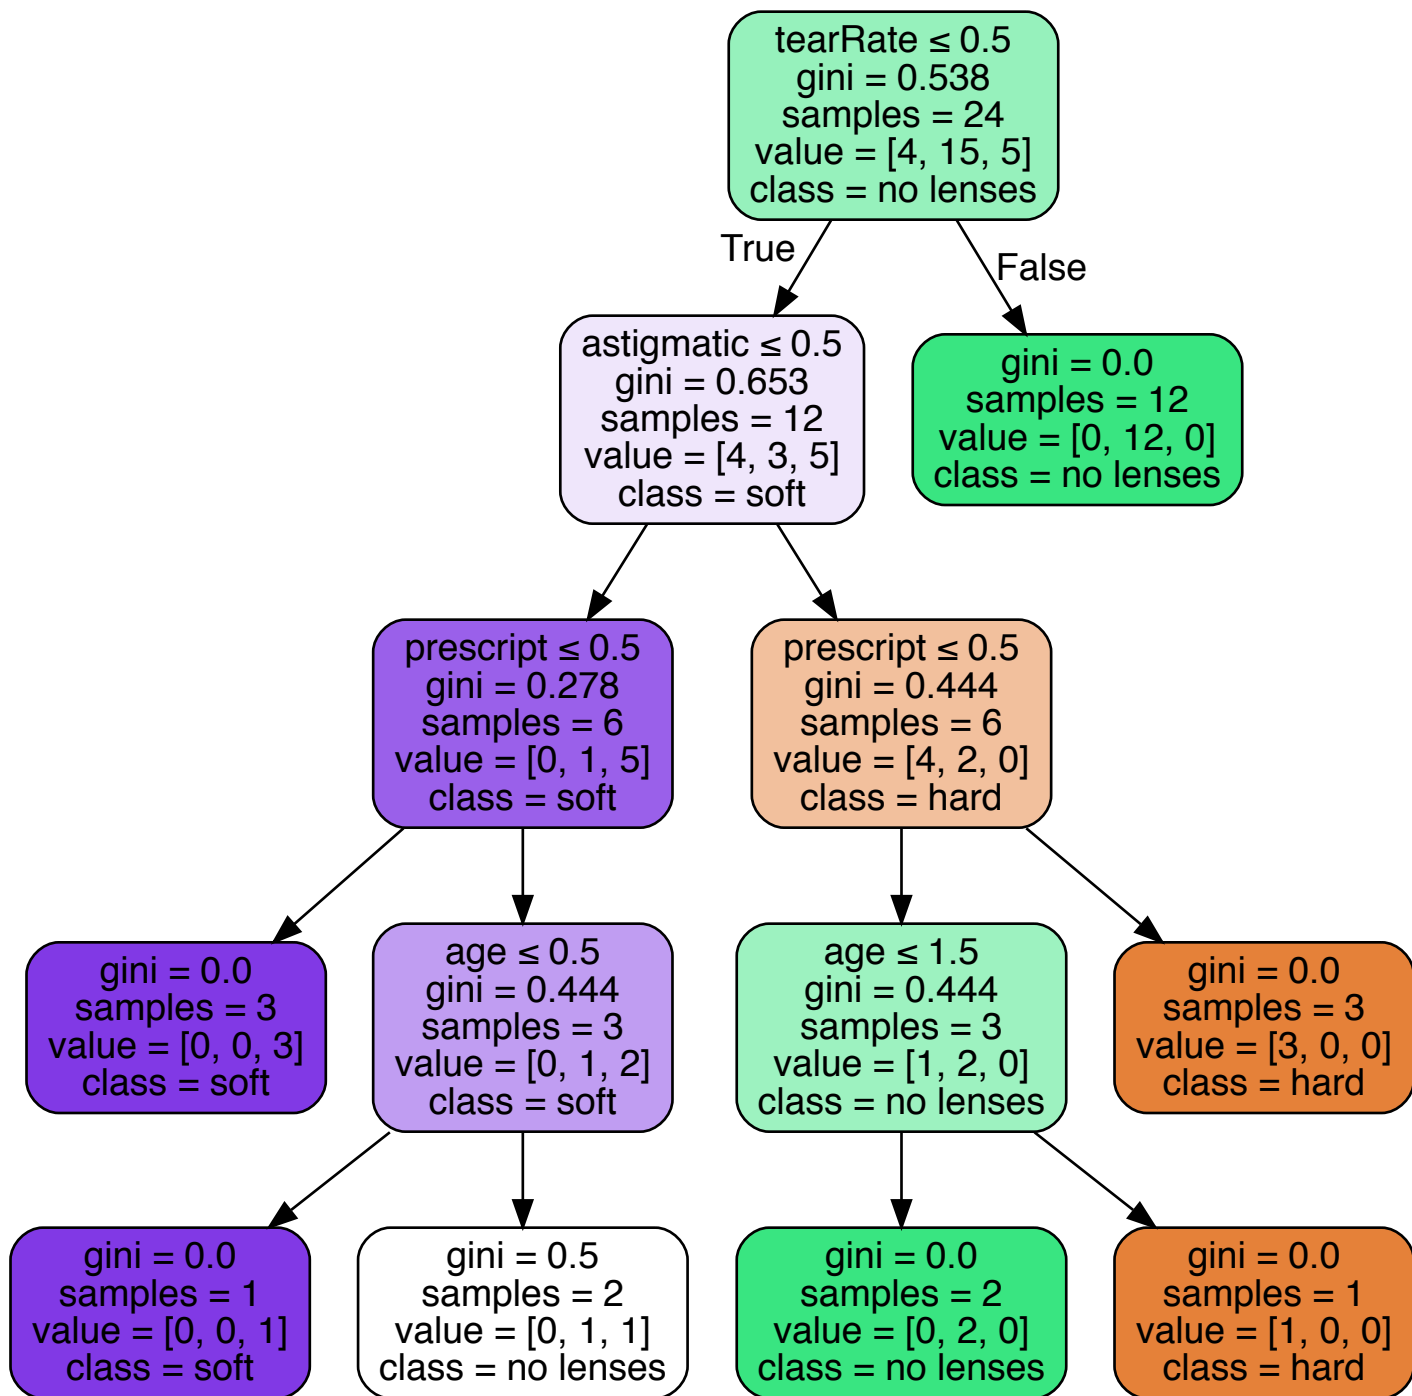 tearRate ≤ 0.5
gini = 0.538
samples = 24
value = [4, 15, 5]
class = no lenses
True
False
astigmatic ≤ 0.5
gini = 0.653
samples = 12
value = [4, 3, 5]
class = soft
gini = 0.0
samples = 12
value = [0, 12, 0]
class = no lenses
prescript ≤ 0.5
gini = 0.278
samples = 6
value = [0, 1, 5]
class = soft
prescript ≤ 0.5
gini = 0.444
samples = 6
value = [4, 2, 0]
class = hard
gini = 0.0
samples = 3
value = [0, 0, 3]
class = soft
age ≤ 0.5
gini = 0.444
samples = 3
value = [0, 1, 2]
class = soft
age ≤ 1.5
gini = 0.444
samples = 3
value = [1, 2, 0]
class = no lenses
gini = 0.0
samples = 3
value = [3, 0, 0]
class = hard
gini = 0.0
samples = 1
value = [0, 0, 1]
class = soft
gini = 0.5
samples = 2
value = [0, 1, 1]
class = no lenses
gini = 0.0
samples = 2
value = [0, 2, 0]
class = no lenses
gini = 0.0
samples = 1
value = [1, 0, 0]
class = hard